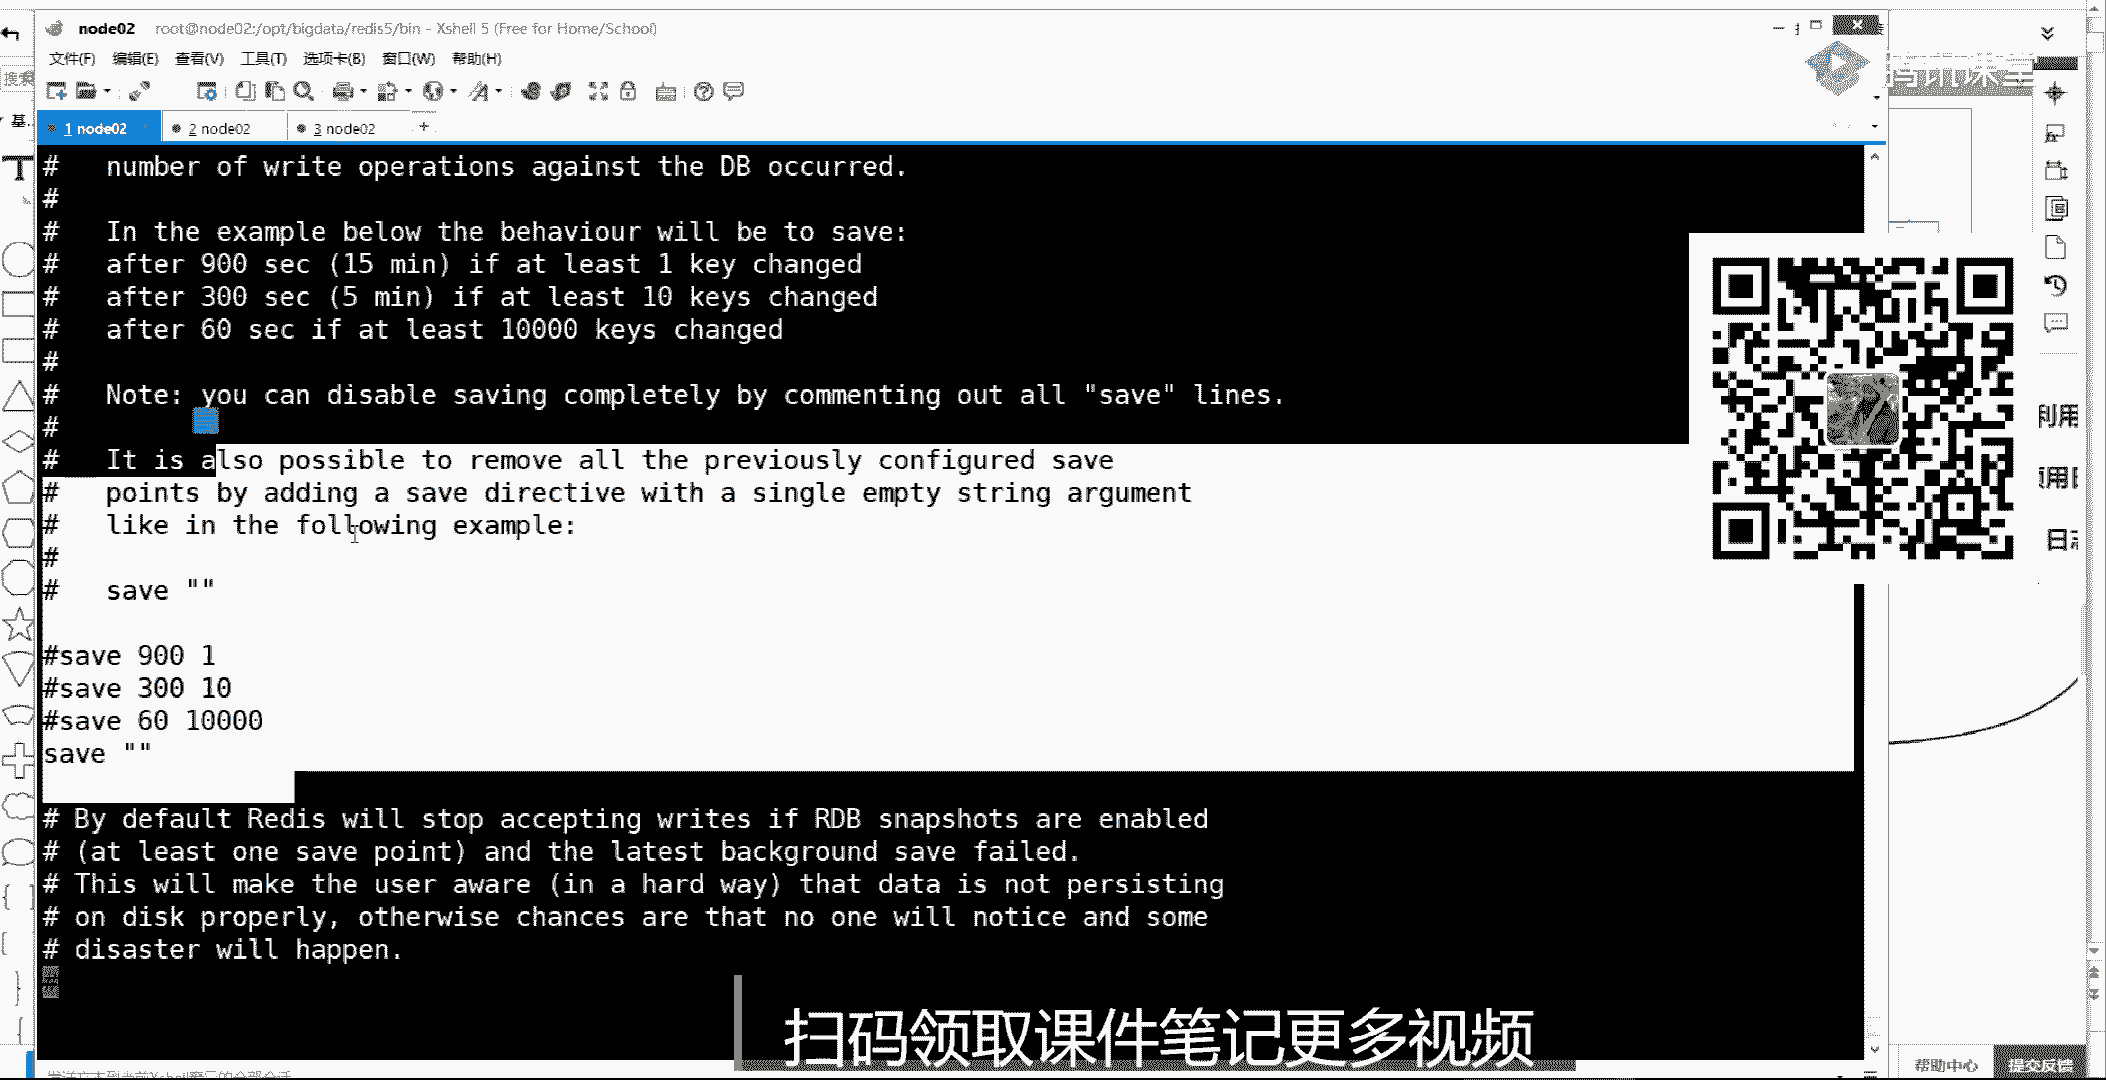 node02 root@node02:/opt/bigdata/redis5/bin - Xshell 5 (Free for Home/School)
文件(F) 编辑(E) 查看(V) 工具(T) 选项卡(B) 窗口(W) 帮助(H)
搜索
基
1 node02 2 node02 3 node02 +
# number of write operations against the DB occurred.
#
# In the example below the behaviour will be to save:
# after 900 sec (15 min) if at least 1 key changed
# after 300 sec (5 min) if at least 10 keys changed
# after 60 sec if at least 10000 keys changed
#
# Note: you can disable saving completely by commenting out all "save" lines.
#
# It is also possible to remove all the previously configured save
# points by adding a save directive with a single empty string argument
# like in the following example:
#
# save ""
#save 900 1
#save 300 10
#save 60 10000
save ""
# By default Redis will stop accepting writes if RDB snapshots are enabled
# (at least one save point) and the latest background save failed.
# This will make the user aware (in a hard way) that data is not persisting
# on disk properly, otherwise chances are that no one will notice and some
# disaster will happen.
利用
扫码领取课件笔记更多视频
帮助中心 提交反馈